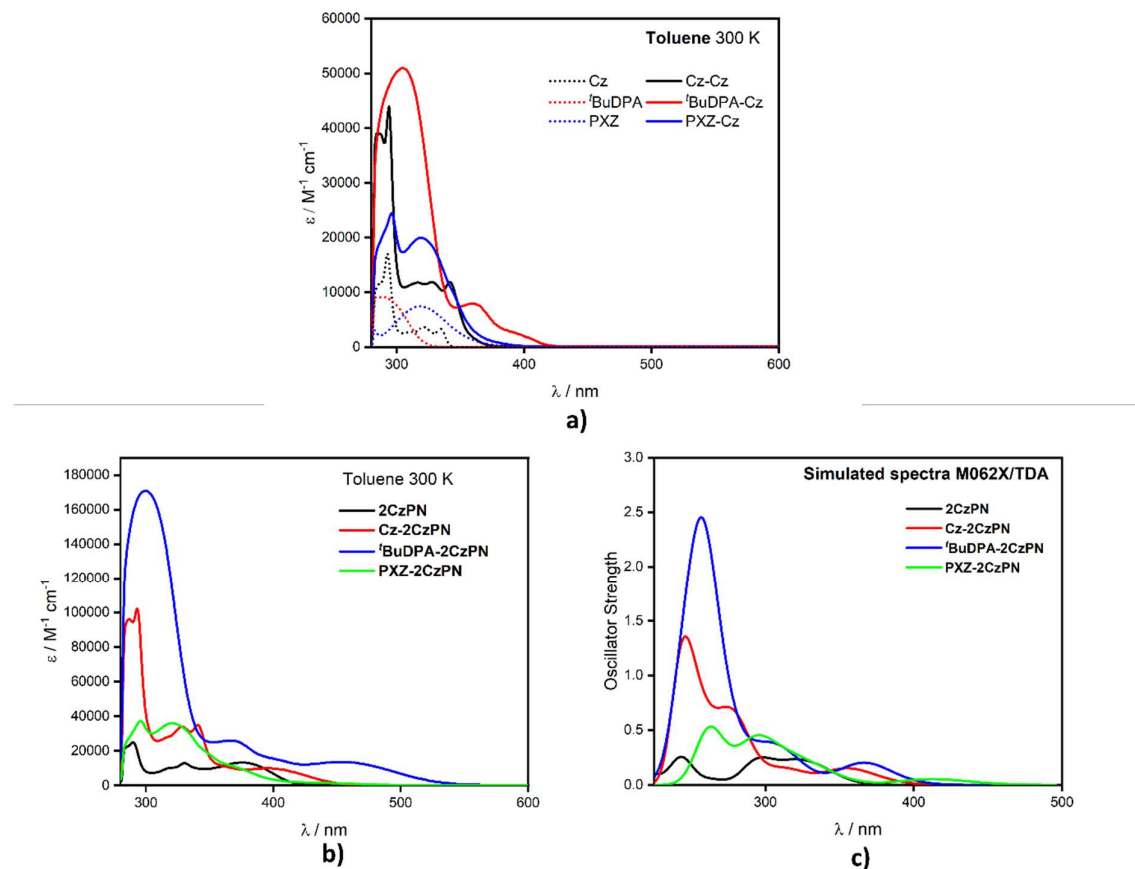 60000
50000
40000
30000
20000
10000
0
ε / M⁻¹ cm⁻¹
Toluene 300 K
Cz
Cz-Cz
ᵗBuDPA
ᵗBuDPA-Cz
PXZ
PXZ-Cz
300
400
500
600
λ / nm
a)
180000
160000
140000
120000
100000
80000
60000
40000
20000
0
ε / M⁻¹ cm⁻¹
Toluene 300 K
2CzPN
Cz-2CzPN
ᵗBuDPA-2CzPN
PXZ-2CzPN
300
400
500
600
λ / nm
b)
3.0
2.5
2.0
1.5
1.0
0.5
0.0
Oscillator Strength
Simulated spectra M062X/TDA
2CzPN
Cz-2CzPN
ᵗBuDPA-2CzPN
PXZ-2CzPN
300
400
500
λ / nm
c)